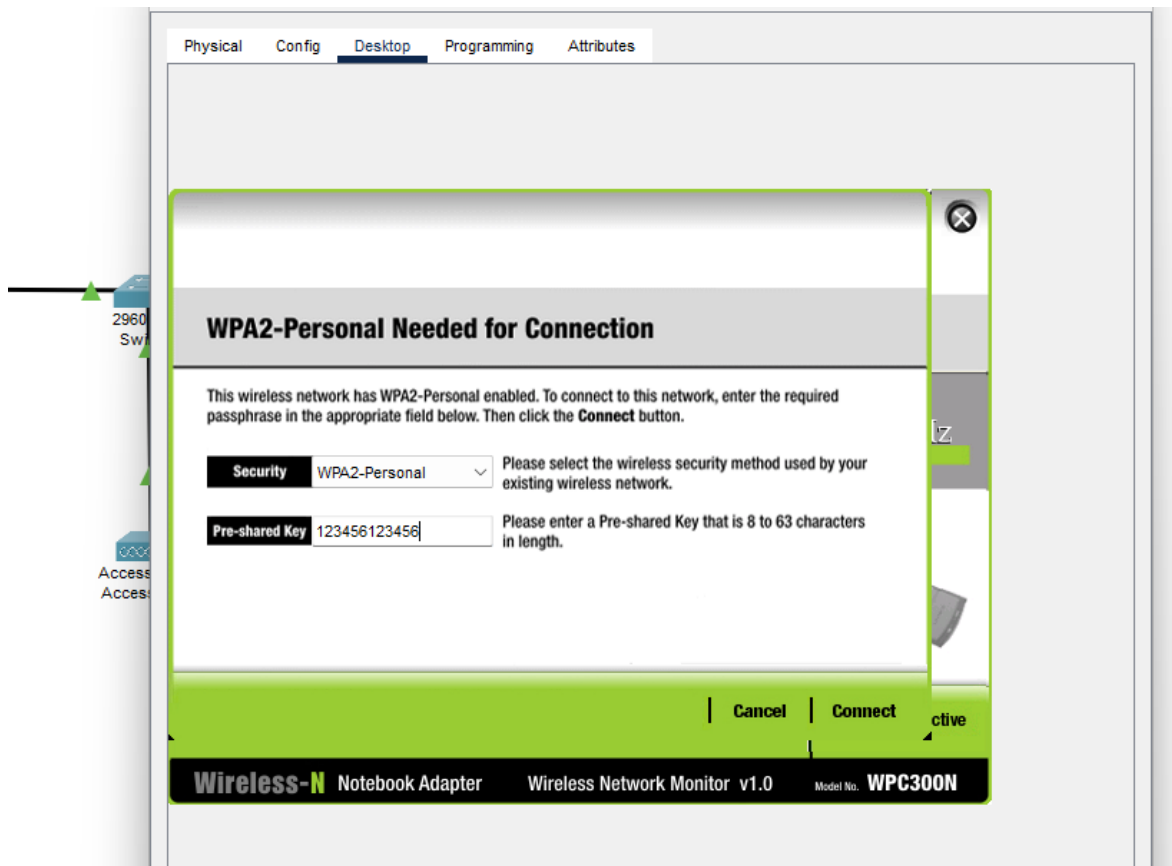 Physical Config Desktop Programming Attributes
2960
WPA2-Personal Needed for Connection
This wireless network has WPA2-Personal enabled. To connect to this network, enter the required
passphrase in the appropriate field below. Then click the Connect button.
Security WPA2-Personal Please select the wireless security method used by your
existing wireless network.
Pre-shared Key 123456123456 Please enter a Pre-shared Key that is 8 to 63 characters
in length.
Access
Cancel Connect
Wireless-N Notebook Adapter Wireless Network Monitor v1.0 Model No. WPC300N